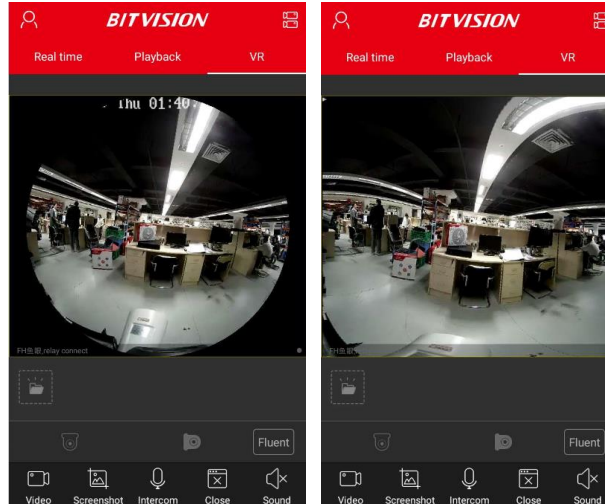 BITVISION
Real time Playback VR
Thu 01:40
FH鱼眼,relay connect
Fluent
Video Screenshot Intercom Close Sound
BITVISION
Real time Playback VR
Fluent
Video Screenshot Intercom Close Sound